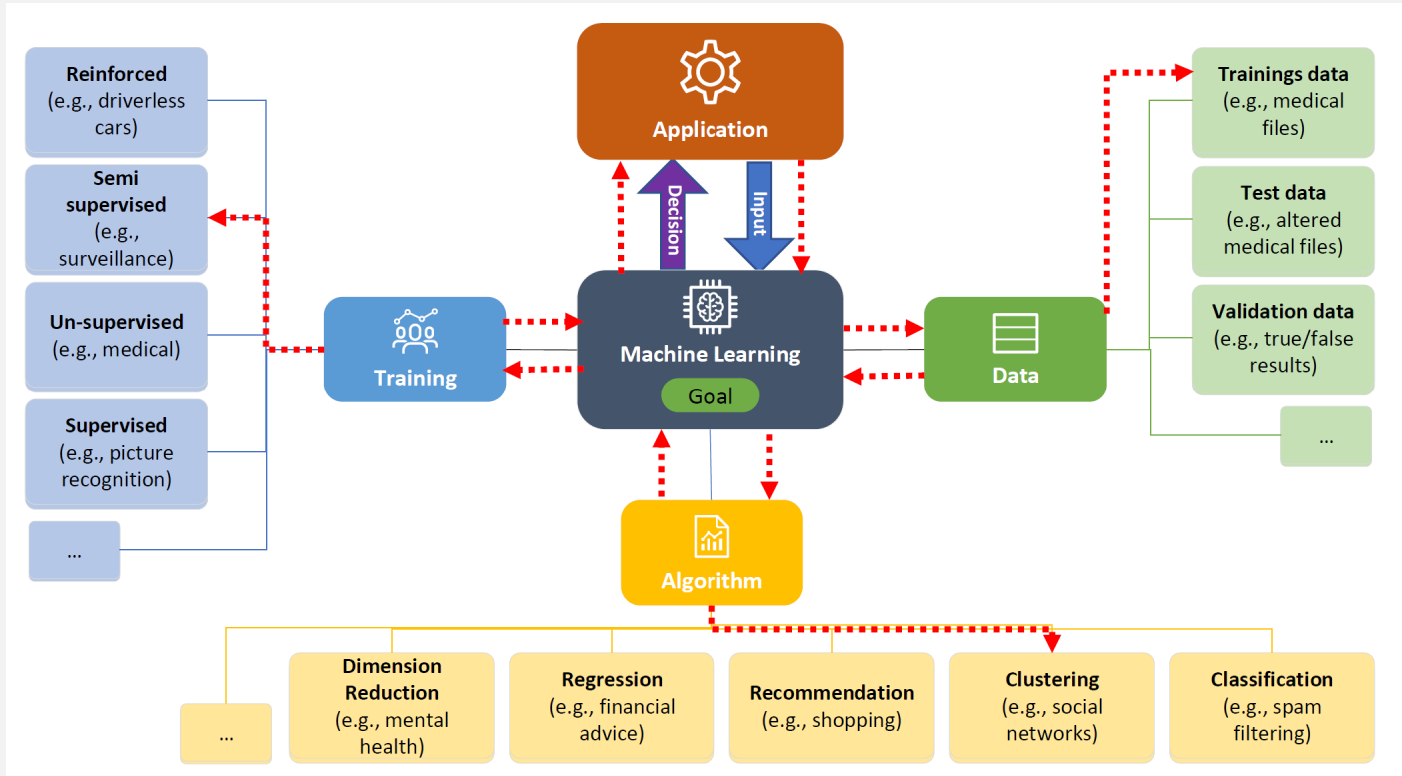 Reinforced
(e.g., driverless
cars)
Semi
supervised
(e.g.,
surveillance)
Un-supervised
(e.g., medical)
Supervised
(e.g., picture
recognition)
...
Training
Application
Decision
Input
Machine Learning
Goal
Data
Trainings data
(e.g., medical
files)
Test data
(e.g., altered
medical files)
Validation data
(e.g., true/false
results)
...
Algorithm
...
Dimension
Reduction
(e.g., mental
health)
Regression
(e.g., financial
advice)
Recommendation
(e.g., shopping)
Clustering
(e.g., social
networks)
Classification
(e.g., spam
filtering)